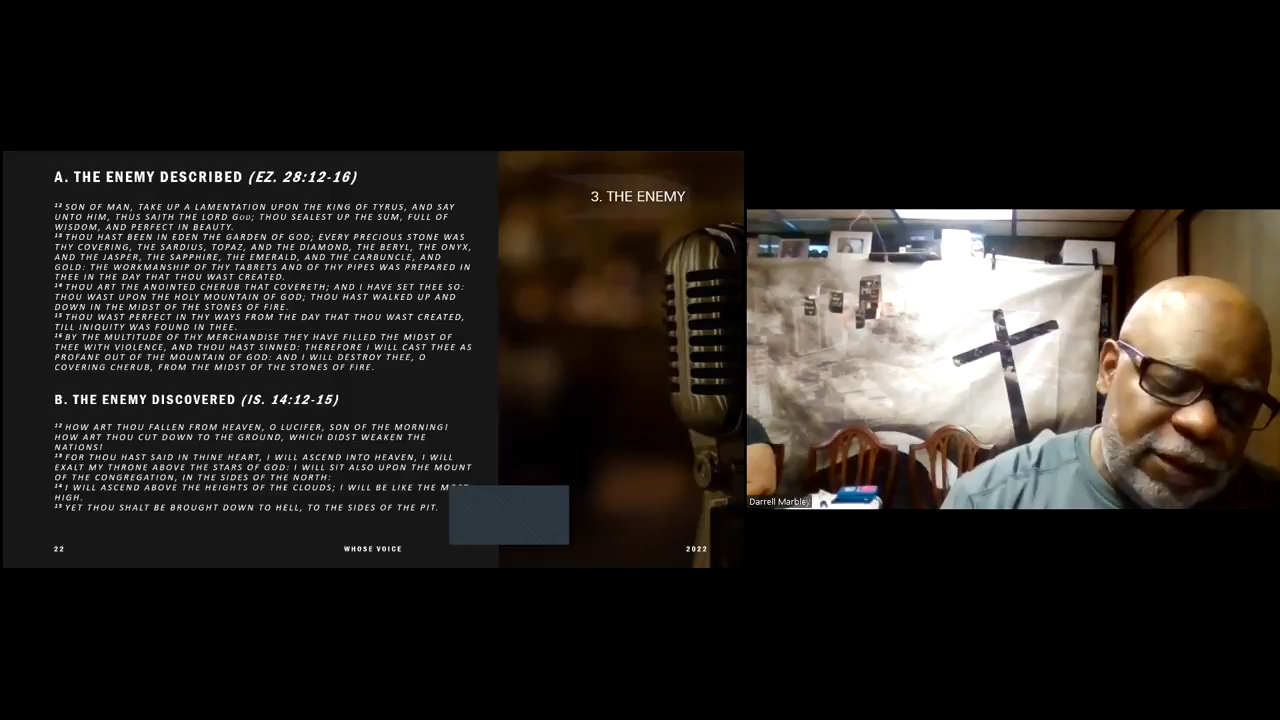 A. THE ENEMY DESCRIBED (EZ. 28:12-16)
12 SON OF MAN, TAKE UP A LAMENTATION UPON THE KING OF TYRUS, AND SAY
UNTO HIM, THUS SAITH THE LORD GOD; THOU SEALEST UP THE SUM, FULL OF
WISDOM, AND PERFECT IN BEAUTY.
13 THOU HAST BEEN IN EDEN THE GARDEN OF GOD; EVERY PRECIOUS STONE WAS
THY COVERING, THE SARDIUS, TOPAZ, AND THE DIAMOND, THE BERYL, THE ONYX,
AND THE JASPER, THE SAPPHIRE, THE EMERALD, AND THE CARBUNCLE, AND
GOLD: THE WORKMANSHIP OF THY TABRETS AND OF THY PIPES WAS PREPARED IN
THEE IN THE DAY THAT THOU WAST CREATED.
14 THOU ART THE ANOINTED CHERUB THAT COVERETH; AND I HAVE SET THEE SO:
THOU WAST UPON THE HOLY MOUNTAIN OF GOD; THOU HAST WALKED UP AND
DOWN IN THE MIDST OF THE STONES OF FIRE.
15 THOU WAST PERFECT IN THY WAYS FROM THE DAY THAT THOU WAST CREATED,
TILL INIQUITY WAS FOUND IN THEE.
16 BY THE MULTITUDE OF THY MERCHANDISE THEY HAVE FILLED THE MIDST OF
THEE WITH VIOLENCE, AND THOU HAST SINNED: THEREFORE I WILL CAST THEE AS
PROFANE OUT OF THE MOUNTAIN OF GOD: AND I WILL DESTROY THEE, O
COVERING CHERUB, FROM THE MIDST OF THE STONES OF FIRE.
B. THE ENEMY DISCOVERED (IS. 14:12-15)
12 HOW ART THOU FALLEN FROM HEAVEN, O LUCIFER, SON OF THE MORNING!
HOW ART THOU CUT DOWN TO THE GROUND, WHICH DIDST WEAKEN THE
NATIONS!
13 FOR THOU HAST SAID IN THINE HEART, I WILL ASCEND INTO HEAVEN, I WILL
EXALT MY THRONE ABOVE THE STARS OF GOD: I WILL SIT ALSO UPON THE MOUNT
OF THE CONGREGATION, IN THE SIDES OF THE NORTH:
14 I WILL ASCEND ABOVE THE HEIGHTS OF THE CLOUDS; I WILL BE LIKE THE MOST
HIGH.
15 YET THOU SHALT BE BROUGHT DOWN TO HELL, TO THE SIDES OF THE PIT.
22
WHOSE VOICE
2022
3. THE ENEMY
Darrell Marbley